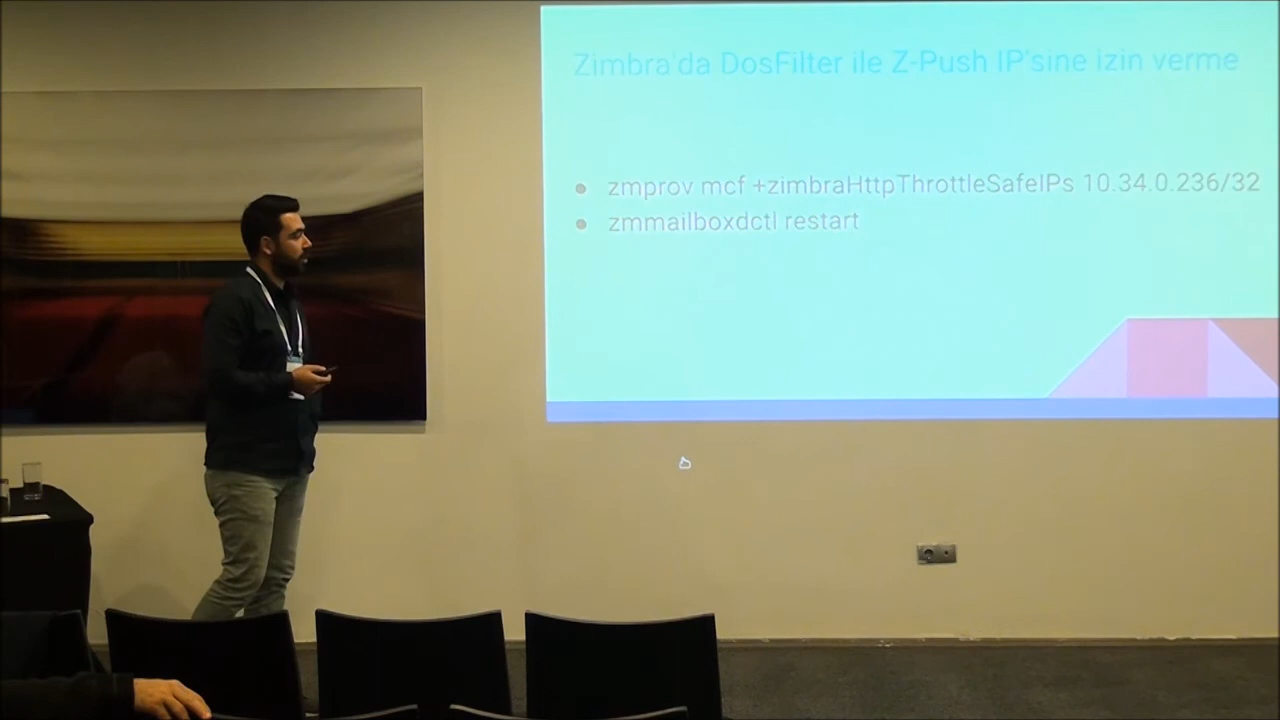 Zimbra'da DosFilter ile Z-Push IP'sine izin verme
zmprov mcf +zimbraHttpThrottleSafeIPs 10.34.0.236/32
zmmailboxdctl restart